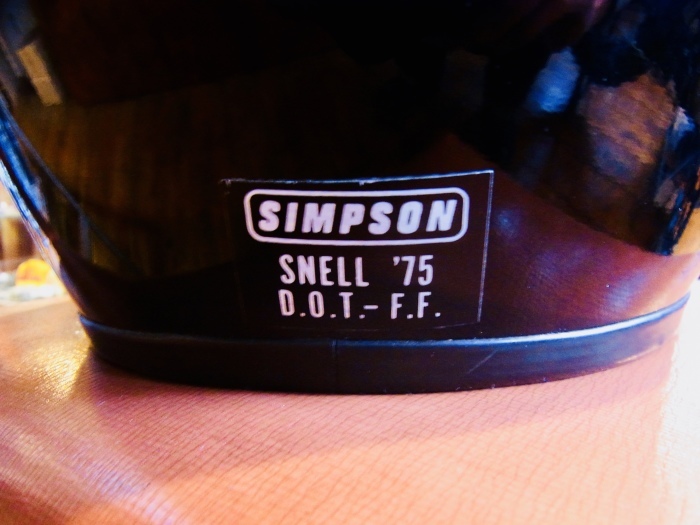 SIMPSON
SNELL '75
D.O.T.- F.F.